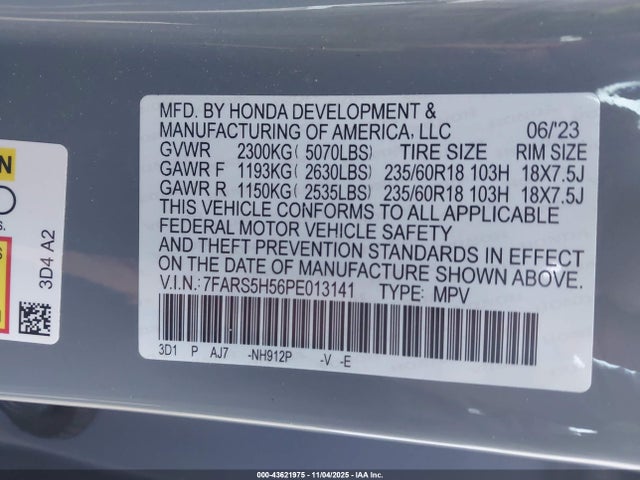 MFD. BY HONDA DEVELOPMENT &
MANUFACTURING OF AMERICA, LLC 06/'23
GVWR 2300KG ( 5070LBS) TIRE SIZE RIM SIZE
GAWR F 1193KG ( 2630LBS) 235/60R18 103H 18X7.5J
GAWR R 1150KG ( 2535LBS) 235/60R18 103H 18X7.5J
THIS VEHICLE CONFORMS TO ALL APPLICABLE
FEDERAL MOTOR VEHICLE SAFETY
AND THEFT PREVENTION STANDARDS IN EFFECT
ON THE DATE OF MANUFACTURE SHOWN ABOVE.
V.I.N.:7FARS5H56PE013141 TYPE: MPV
3D1 P AJ7 -NH912P -V -E
3D4 A2
000-43621975 - 11/04/2025 - IAA Inc.